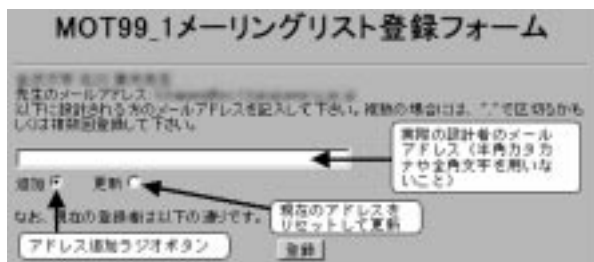 MOT99_1メーリングリスト登録フォーム
先生のメールアドレス
以下に設計される方のメールアドレスを記入して下さい。複数の場合には、","で区切るかも
しくは複数回登録して下さい。
実際の設計者のメール
アドレス（半角カタカ
ナや全角文字を用いな
いこと）
追加 更新
なお、現在の登録者は以下の通りです。
現在のアドレスを
リセットして更新
アドレス追加ラジオボタン
登録